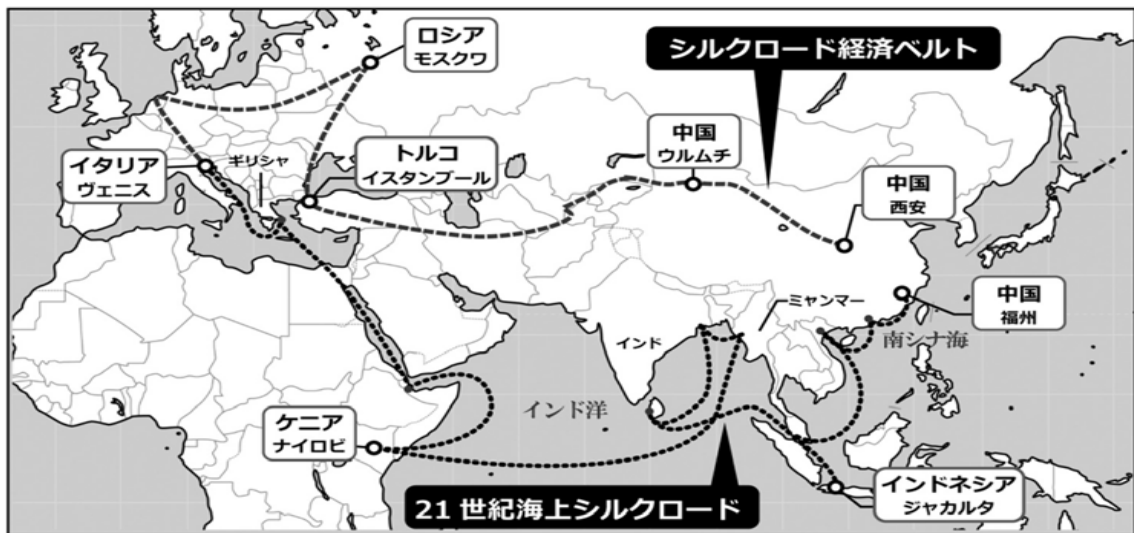 ロシア
モスクワ
シルクロード経済ベルト
中国
ウルムチ
イタリア
ヴェニス
ギリシャ
トルコ
イスタンブール
中国
西安
中国
福州
ミャンマー
インド
南シナ海
インド洋
ケニア
ナイロビ
21世紀海上シルクロード
インドネシア
ジャカルタ